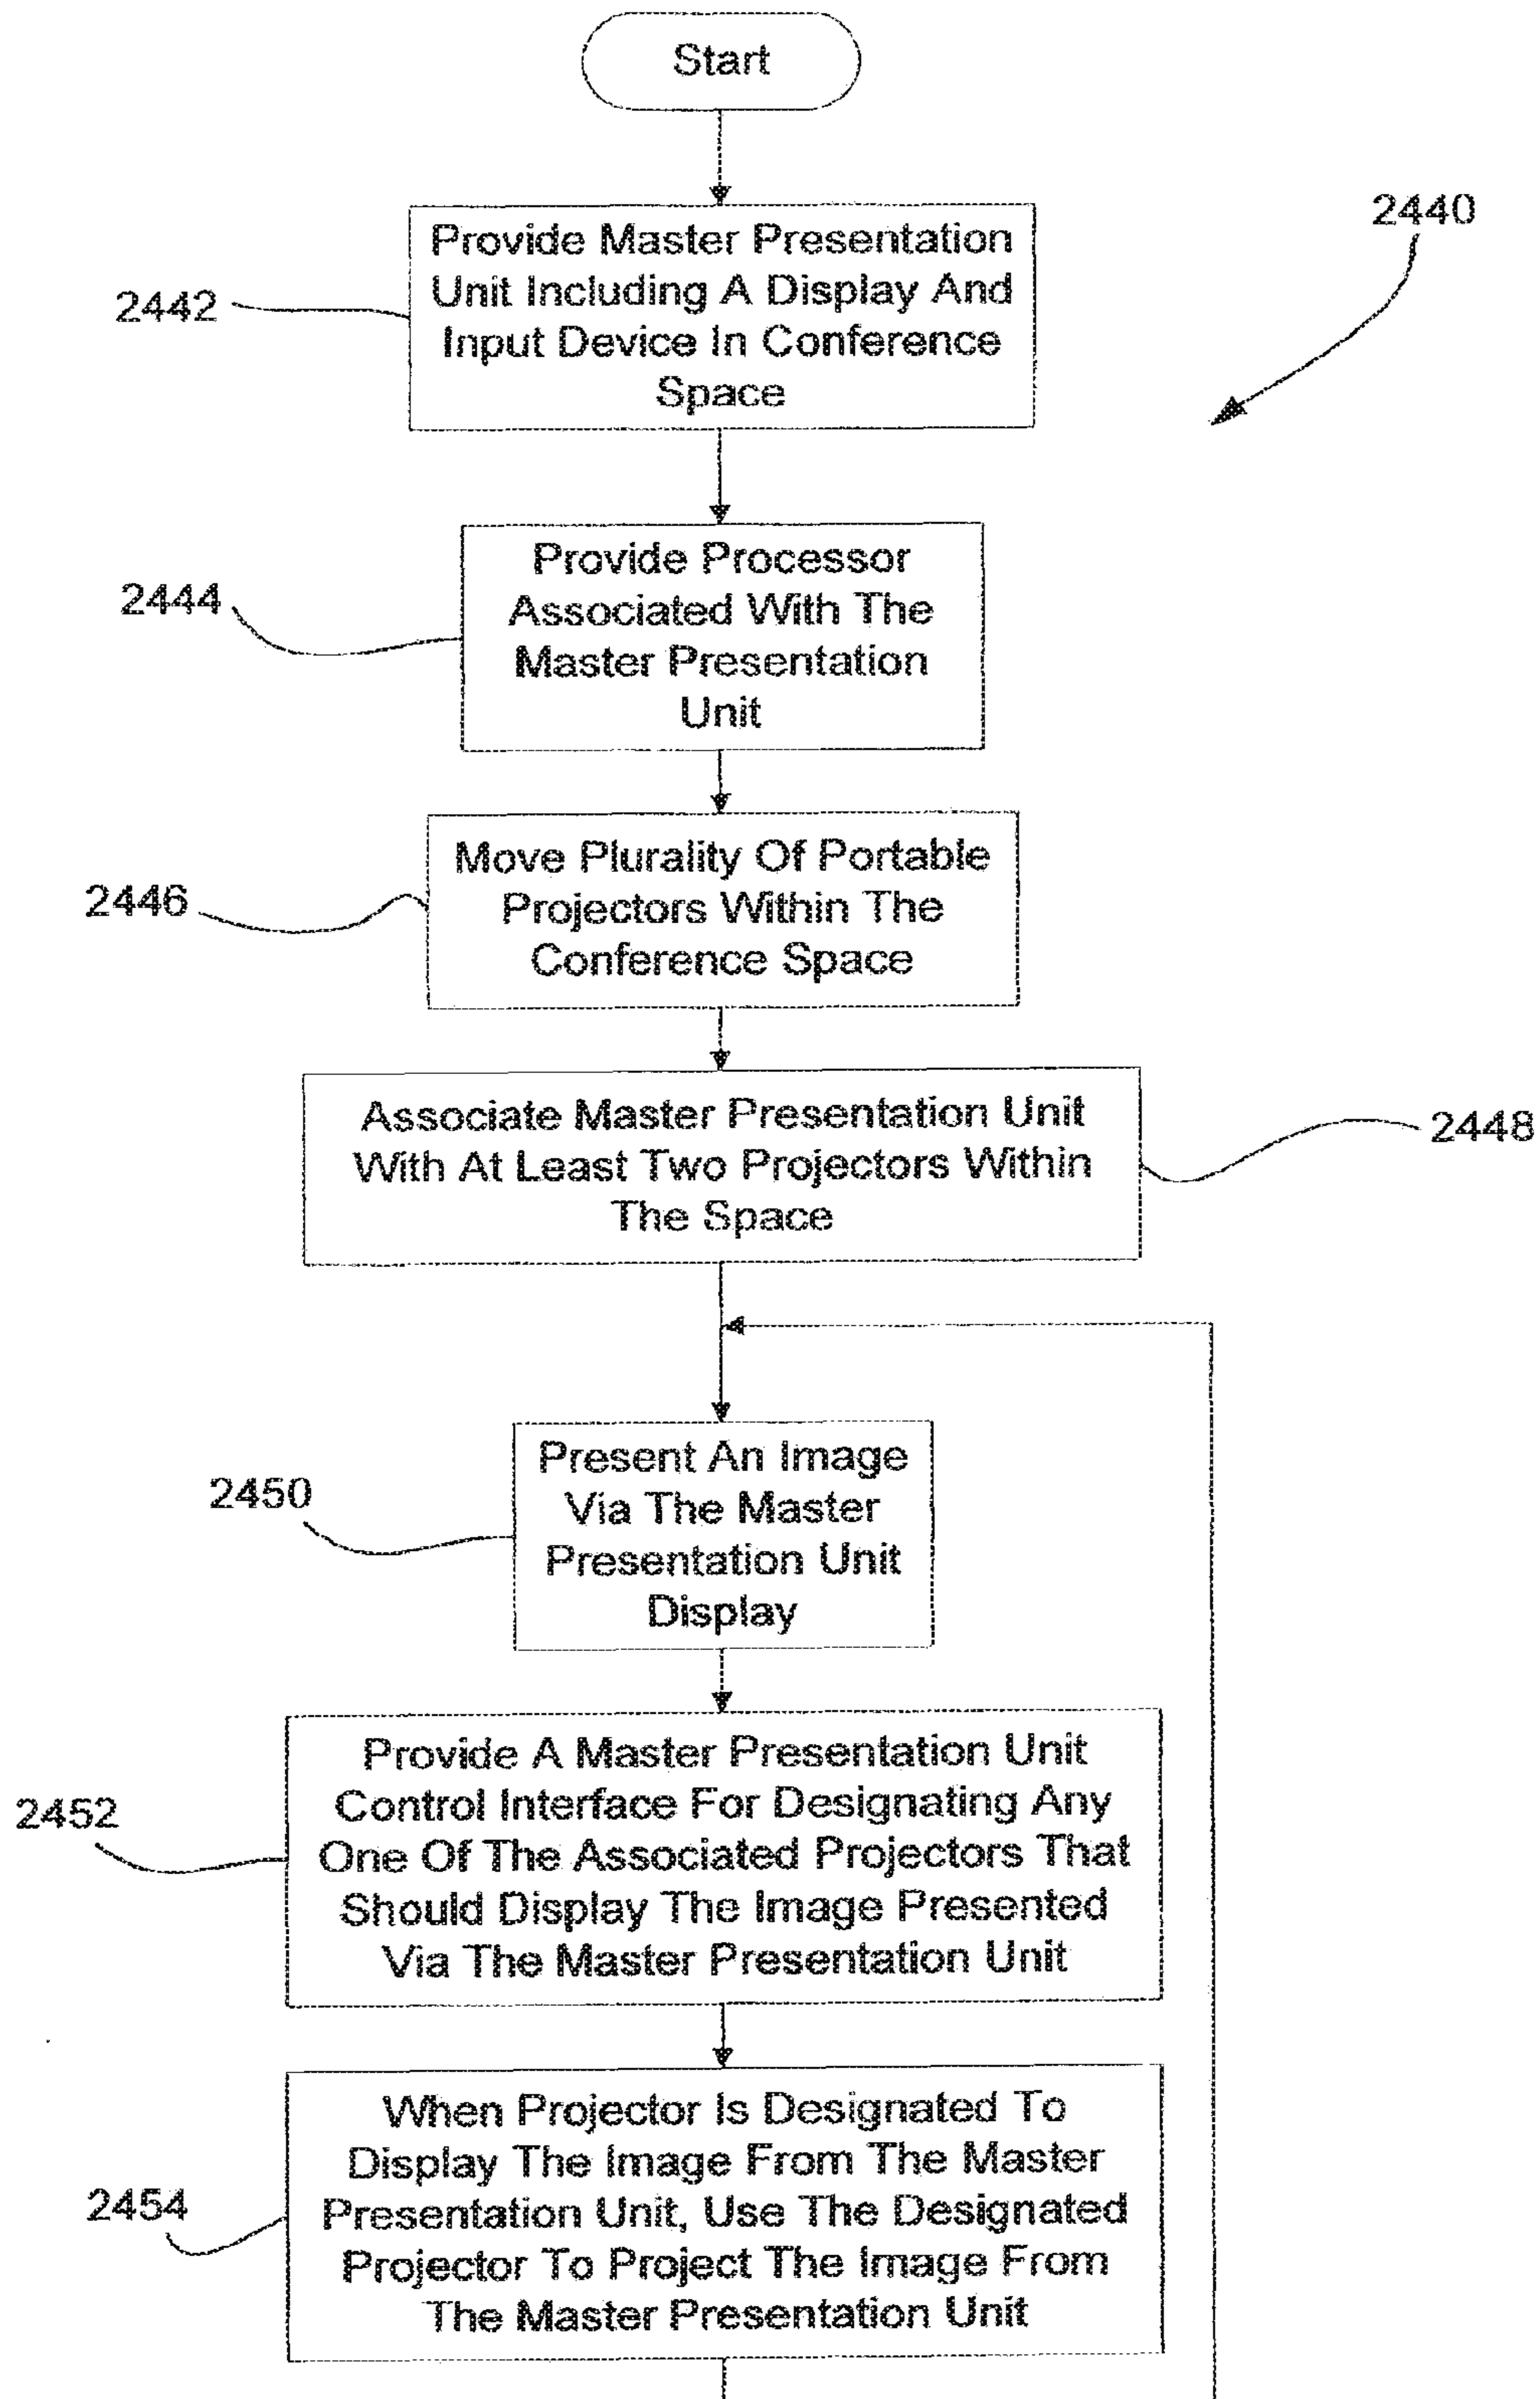 Start
2440
Provide Master Presentation
Unit Including A Display And
Input Device In Conference
Space
2442
Provide Processor
Associated With The
Master Presentation
Unit
2444
Move Plurality Of Portable
Projectors Within The
Conference Space
2446
Associate Master Presentation Unit
With At Least Two Projectors Within
The Space
2448
Present An Image
Via The Master
Presentation Unit
Display
2450
Provide A Master Presentation Unit
Control Interface For Designating Any
One Of The Associated Projectors That
Should Display The Image Presented
Via The Master Presentation Unit
2452
When Projector Is Designated To
Display The Image From The Master
Presentation Unit, Use The Designated
Projector To Project The Image From
The Master Presentation Unit
2454